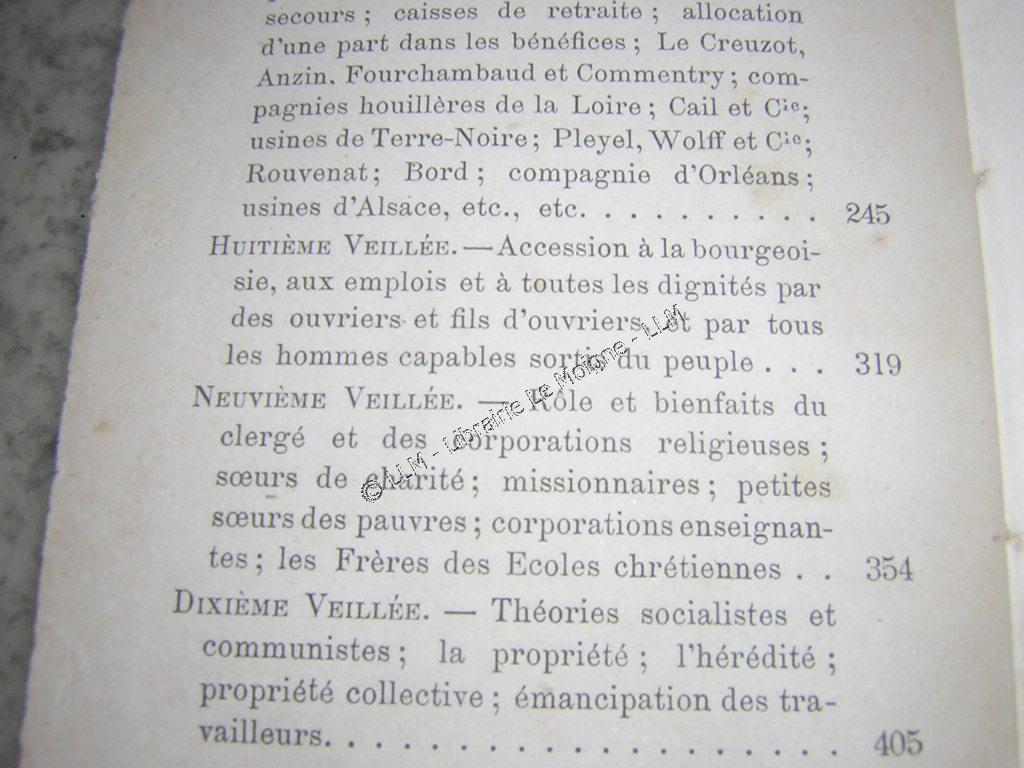 secours ; caisses de retraite ; allocation
d'une part dans les bénéfices ; Le Creuzot,
Anzin, Fourchambaud et Commentry ; com-
pagnies houillères de la Loire ; Cail et Cie ;
usines de Terre-Noire ; Pleyel, Wolff et Cie ;
Rouvenat ; Bord ; compagnie d'Orléans ;
usines d'Alsace, etc., etc. . . . . . . . . . . 245
HUITIÈME VEILLÉE. — Accession à la bourgeoi-
sie, aux emplois et à toutes les dignités par
des ouvriers et fils d'ouvriers, et par tous
les hommes capables sortis du peuple . . . 319
NEUVIÈME VEILLÉE. — Rôle et bienfaits du
clergé et des corporations religieuses ;
sœurs de charité ; missionnaires ; petites
sœurs des pauvres ; corporations enseignan-
tes ; les Frères des Ecoles chrétiennes . . 354
DIXIÈME VEILLÉE. — Théories socialistes et
communistes ; la propriété ; l'hérédité ;
propriété collective ; émancipation des tra-
vailleurs. . . . . . . . . . . . . . . . . . . . 405
© LLM - Librairie Le Moigne - LLM